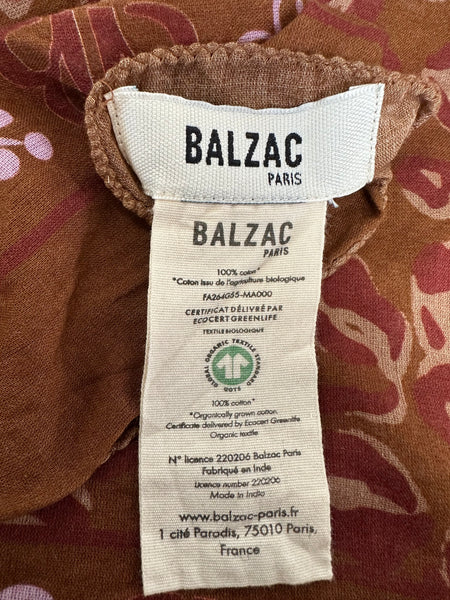 BALZAC
PARIS
BALZAC
PARIS
100% coton*
*Coton issu de l'agriculture biologique
FA264G55-MA000
CERTIFICAT DÉLIVRÉ PAR
ECOCERT GREENLIFE
TEXTILE BIOLOGIQUE
GLOBAL ORGANIC TEXTILE STANDARD
GOTS
100% cotton*
*Organically grown cotton.
Certificate delivered by Ecocert Greenlife
Organic textile
N° licence 220206 Balzac Paris
Fabriqué en Inde
Licence number 220206
Made in India
www.balzac-paris.fr
1 cité Paradis, 75010 Paris,
France